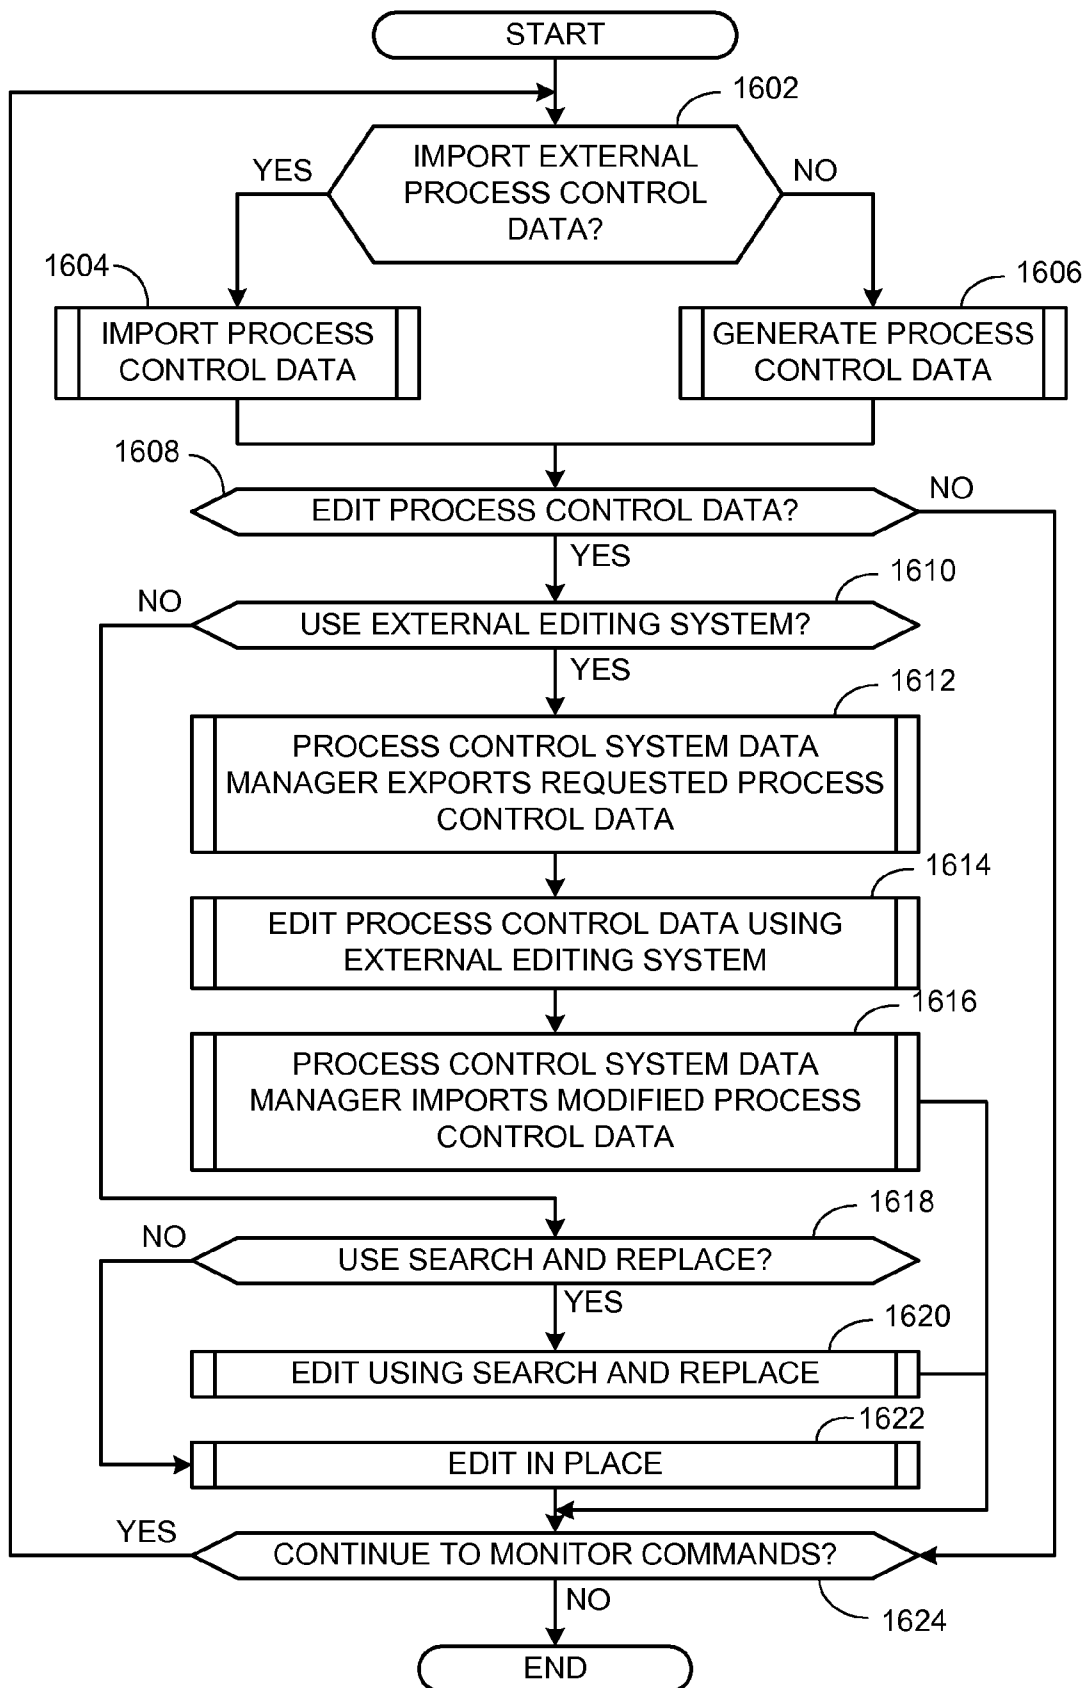 START
1602
IMPORT EXTERNAL
PROCESS CONTROL
DATA?
YES
NO
1604
1606
IMPORT PROCESS
CONTROL DATA
GENERATE PROCESS
CONTROL DATA
1608
EDIT PROCESS CONTROL DATA?
NO
YES
1610
NO
USE EXTERNAL EDITING SYSTEM?
YES
1612
PROCESS CONTROL SYSTEM DATA
MANAGER EXPORTS REQUESTED PROCESS
CONTROL DATA
1614
EDIT PROCESS CONTROL DATA USING
EXTERNAL EDITING SYSTEM
1616
PROCESS CONTROL SYSTEM DATA
MANAGER IMPORTS MODIFIED PROCESS
CONTROL DATA
1618
NO
USE SEARCH AND REPLACE?
YES
1620
EDIT USING SEARCH AND REPLACE
1622
EDIT IN PLACE
YES
CONTINUE TO MONITOR COMMANDS?
NO
1624
END